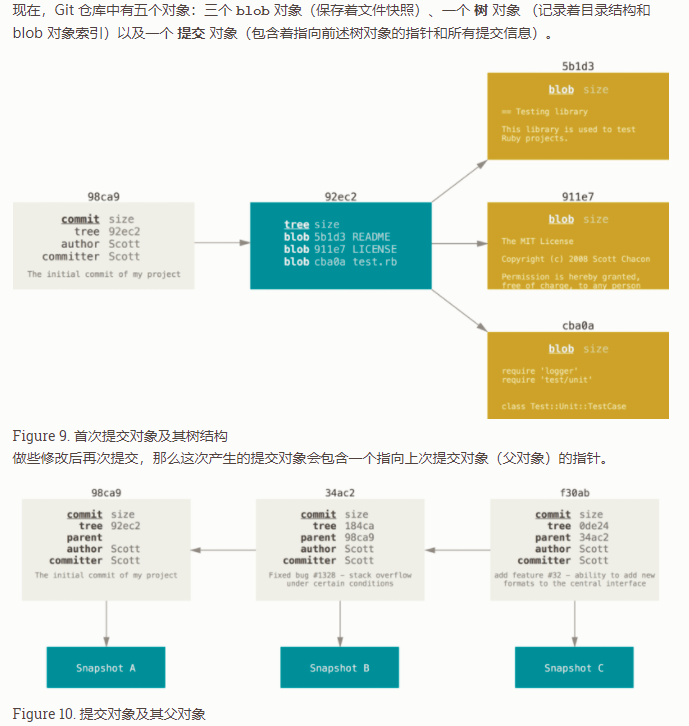 现在，Git 仓库中有五个对象：三个 blob 对象（保存着文件快照）、一个 树 对象 （记录着目录结构和
blob 对象索引）以及一个 提交 对象（包含着指向前述树对象的指针和所有提交信息）。
5b1d3
blob size
== Testing library
This library is used to test
Ruby projects.
98ca9
commit size
tree 92ec2
author Scott
committer Scott
The initial commit of my project
92ec2
tree size
blob 5b1d3 README
blob 911e7 LICENSE
blob cba0a test.rb
911e7
blob size
The MIT License
Copyright (c) 2008 Scott Chacon
Permission is hereby granted,
free of charge, to any person
cba0a
blob size
require 'logger'
require 'test/unit'
class Test::Unit::TestCase
Figure 9. 首次提交对象及其树结构
做些修改后再次提交，那么这次产生的提交对象会包含一个指向上次提交对象（父对象）的指针。
98ca9
commit size
tree 92ec2
parent
author Scott
committer Scott
The initial commit of my project
34ac2
commit size
tree 184ca
parent 98ca9
author Scott
committer Scott
Fixed bug #1328 – stack overflow
under certain conditions
f30ab
commit size
tree 0de24
parent 34ac2
author Scott
committer Scott
add feature #32 – ability to add new
formats to the central interface
Snapshot A
Snapshot B
Snapshot C
Figure 10. 提交对象及其父对象